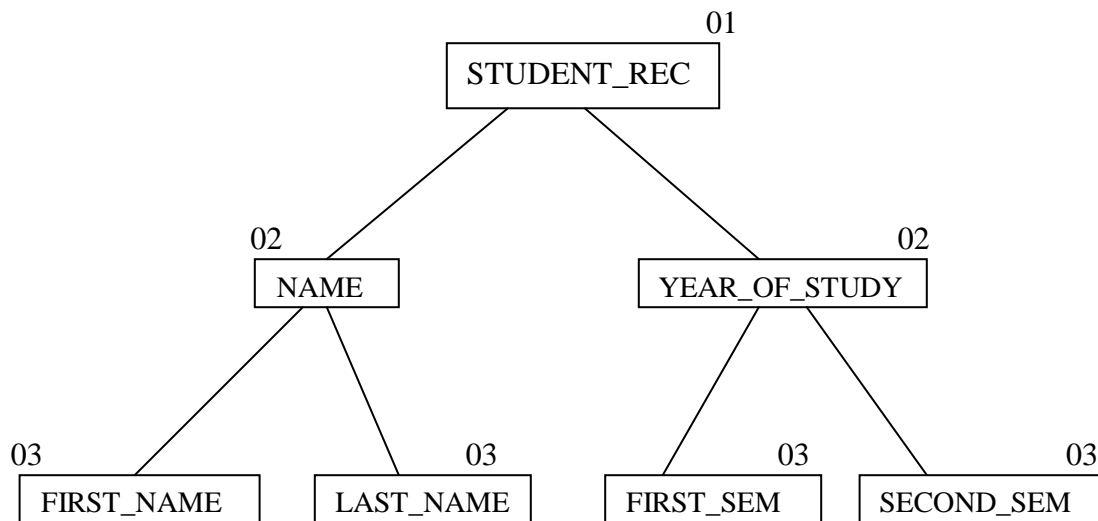 01
STUDENT_REC
02
02
NAME
YEAR_OF_STUDY
03
03
03
03
FIRST_NAME
LAST_NAME
FIRST_SEM
SECOND_SEM